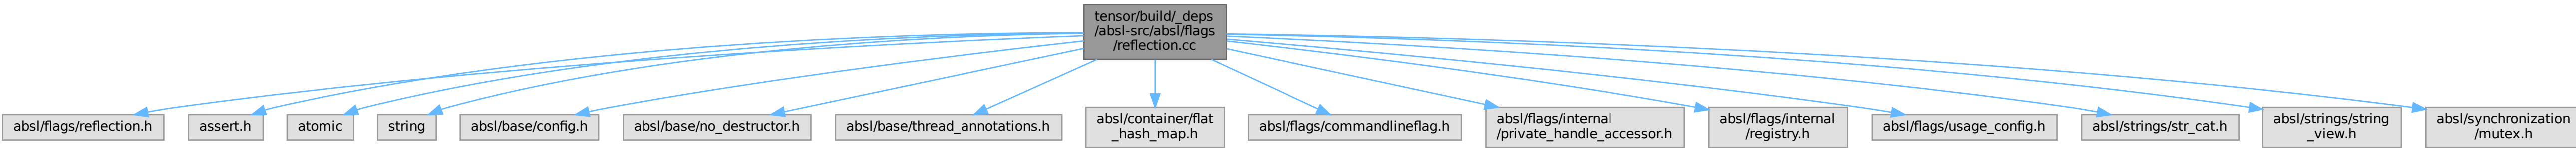 tensor/build/_deps
/absl-src/absl/flags
/reflection.cc
absl/flags/reflection.h
assert.h
atomic
string
absl/base/config.h
absl/base/no_destructor.h
absl/base/thread_annotations.h
absl/container/flat
_hash_map.h
absl/flags/commandlineflag.h
absl/flags/internal
/private_handle_accessor.h
absl/flags/internal
/registry.h
absl/flags/usage_config.h
absl/strings/str_cat.h
absl/strings/string
_view.h
absl/synchronization
/mutex.h